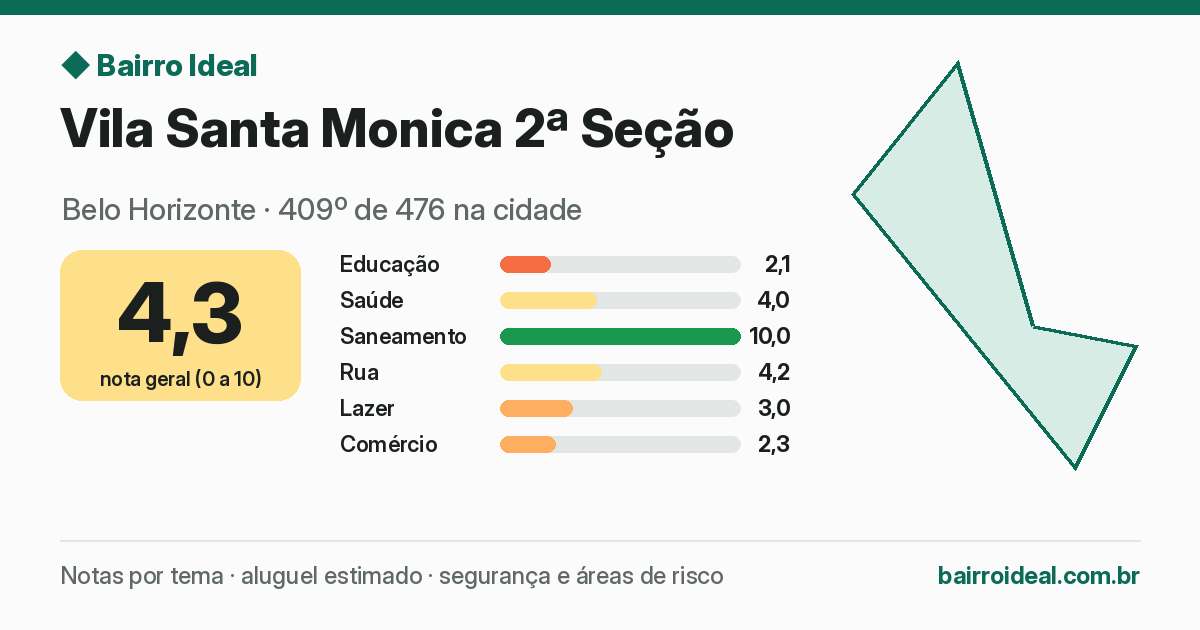 Bairro Ideal
Vila Santa Monica 2ª Seção
Belo Horizonte · 409º de 476 na cidade
4,3
nota geral (0 a 10)
Educação 2,1
Saúde 4,0
Saneamento 10,0
Rua 4,2
Lazer 3,0
Comércio 2,3
Notas por tema · aluguel estimado · segurança e áreas de risco
bairroideal.com.br